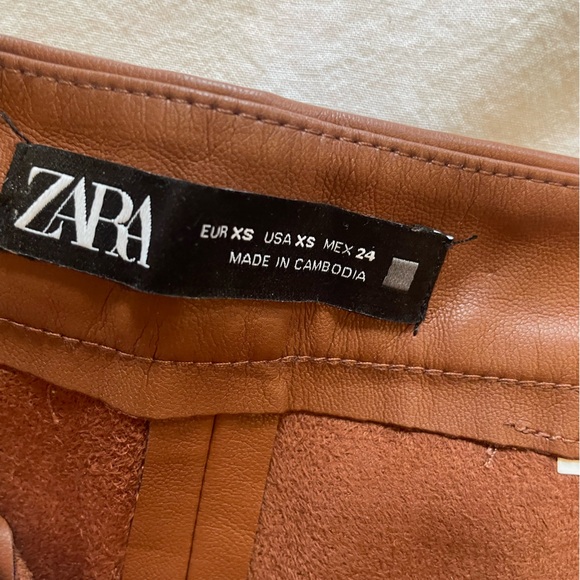 ZARA
EUR XS USA XS MEX 24
MADE IN CAMBODIA